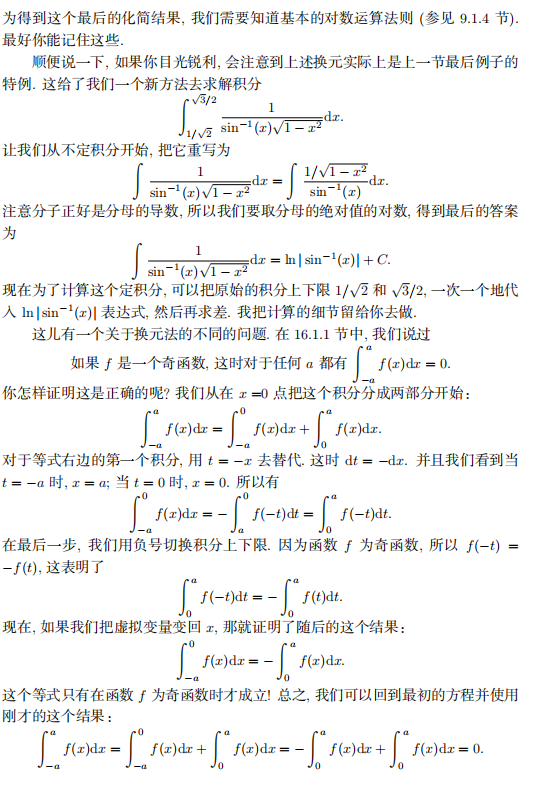 为得到这个最后的化简结果, 我们需要知道基本的对数运算法则 (参见 9.1.4 节).
最好你能记住这些.
顺便说一下, 如果你目光锐利, 会注意到上述换元实际上是上一节最后例子的
特例. 这给了我们一个新方法去求解积分
$\int_{1/\sqrt{2}}^{\sqrt{3}/2} \frac{1}{\sin^{-1}(x)\sqrt{1-x^2}} \mathrm{d}x.$
让我们从不定积分开始, 把它重写为
$\int \frac{1}{\sin^{-1}(x)\sqrt{1-x^2}} \mathrm{d}x = \int \frac{1/\sqrt{1-x^2}}{\sin^{-1}(x)} \mathrm{d}x.$
注意分子正好是分母的导数, 所以我们要取分母的绝对值的对数, 得到最后的答案
为
$\int \frac{1}{\sin^{-1}(x)\sqrt{1-x^2}} \mathrm{d}x = \ln|\sin^{-1}(x)| + C.$
现在为了计算这个定积分, 可以把原始的积分上下限 $1/\sqrt{2}$ 和 $\sqrt{3}/2$, 一次一个地代
入 $\ln|\sin^{-1}(x)|$ 表达式, 然后再求差. 我把计算的细节留给你去做.
这儿有一个关于换元法的不同的问题. 在 16.1.1 节中, 我们说过
如果 $f$ 是一个奇函数, 这时对于任何 $a$ 都有 $\int_{-a}^{a} f(x)\mathrm{d}x = 0.$
你怎样证明这是正确的呢? 我们从在 $x=0$ 点把这个积分分成两部分开始:
$\int_{-a}^{a} f(x)\mathrm{d}x = \int_{-a}^{0} f(x)\mathrm{d}x + \int_{0}^{a} f(x)\mathrm{d}x.$
对于等式右边的第一个积分, 用 $t = -x$ 去替代. 这时 $\mathrm{d}t = -\mathrm{d}x$. 并且我们看到当
$t = -a$ 时, $x = a$; 当 $t = 0$ 时, $x = 0$. 所以有
$\int_{-a}^{0} f(x)\mathrm{d}x = -\int_{a}^{0} f(-t)\mathrm{d}t = \int_{0}^{a} f(-t)\mathrm{d}t.$
在最后一步, 我们用负号切换积分上下限. 因为函数 $f$ 为奇函数, 所以 $f(-t) =$
$-f(t)$, 这表明了
$\int_{0}^{a} f(-t)\mathrm{d}t = -\int_{0}^{a} f(t)\mathrm{d}t.$
现在, 如果我们把虚拟变量变回 $x$, 那就证明了随后的这个结果:
$\int_{-a}^{0} f(x)\mathrm{d}x = -\int_{0}^{a} f(x)\mathrm{d}x.$
这个等式只有在函数 $f$ 为奇函数时才成立! 总之, 我们可以回到最初的方程并使用
刚才的这个结果:
$\int_{-a}^{a} f(x)\mathrm{d}x = \int_{-a}^{0} f(x)\mathrm{d}x + \int_{0}^{a} f(x)\mathrm{d}x = -\int_{0}^{a} f(x)\mathrm{d}x + \int_{0}^{a} f(x)\mathrm{d}x = 0.$